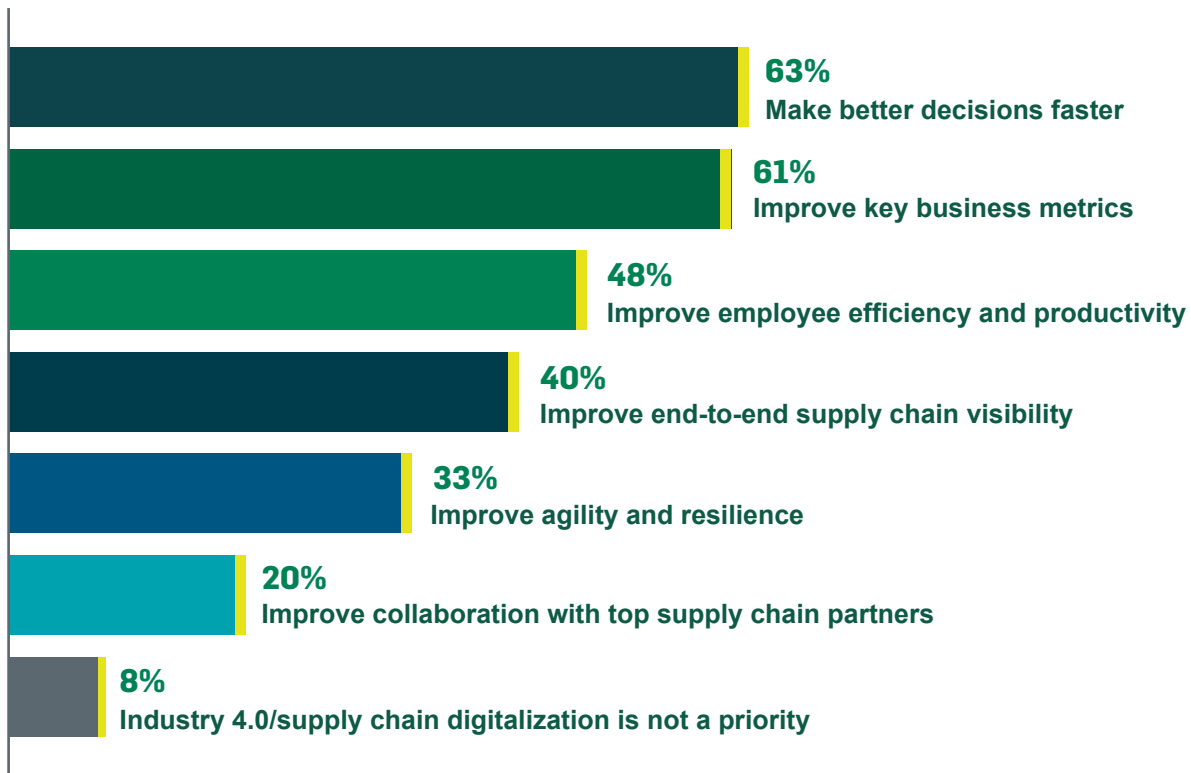 63%
Make better decisions faster
61%
Improve key business metrics
48%
Improve employee efficiency and productivity
40%
Improve end-to-end supply chain visibility
33%
Improve agility and resilience
20%
Improve collaboration with top supply chain partners
8%
Industry 4.0/supply chain digitalization is not a priority